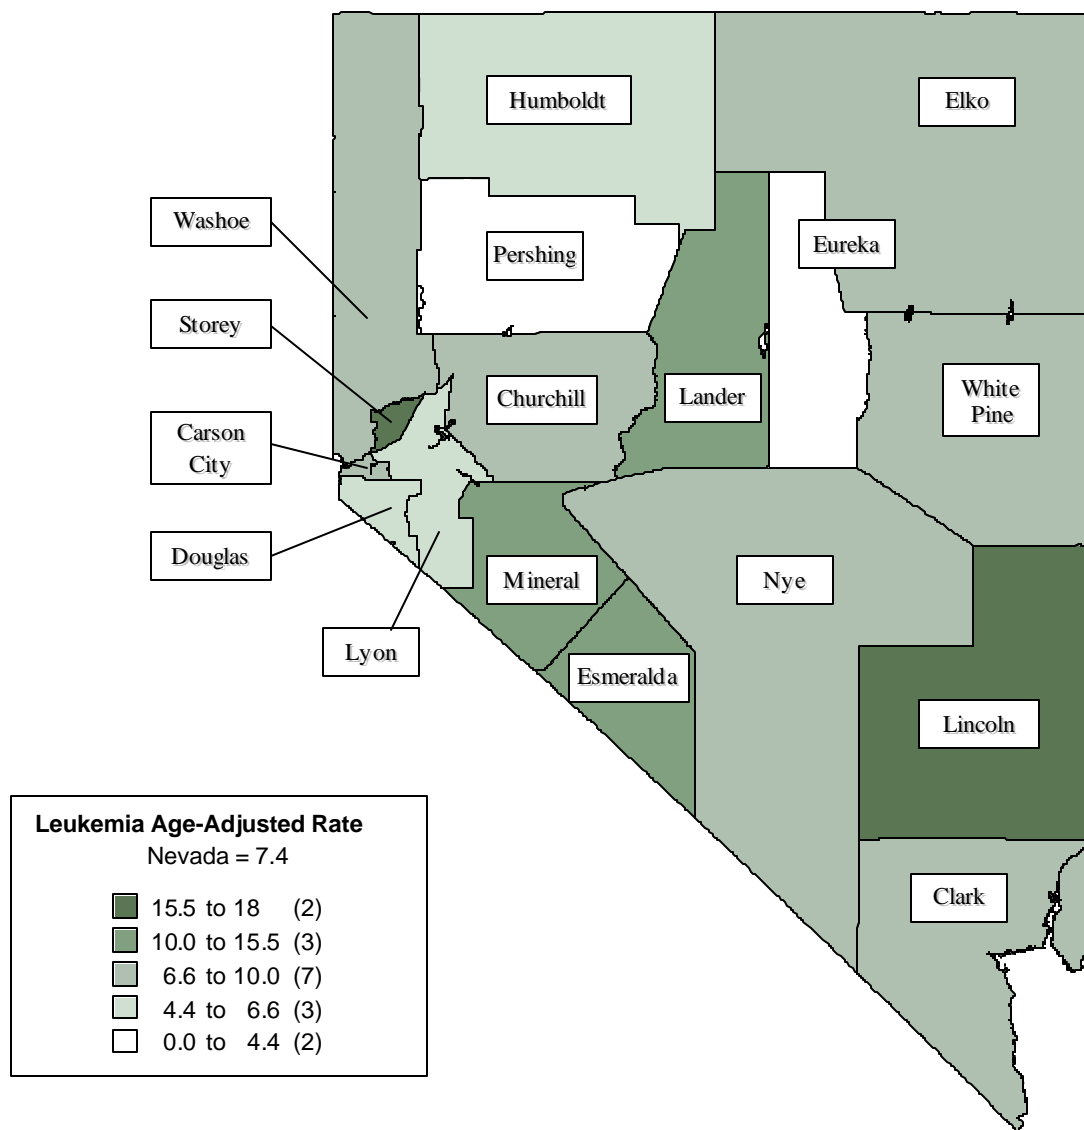 Humboldt
Elko
Washoe
Pershing
Eureka
Storey
Churchill
Lander
White
Pine
Carson
City
Douglas
Mineral
Nye
Lyon
Esmeralda
Lincoln
Clark
Leukemia Age-Adjusted Rate
Nevada = 7.4
15.5 to 18 (2)
10.0 to 15.5 (3)
6.6 to 10.0 (7)
4.4 to 6.6 (3)
0.0 to 4.4 (2)